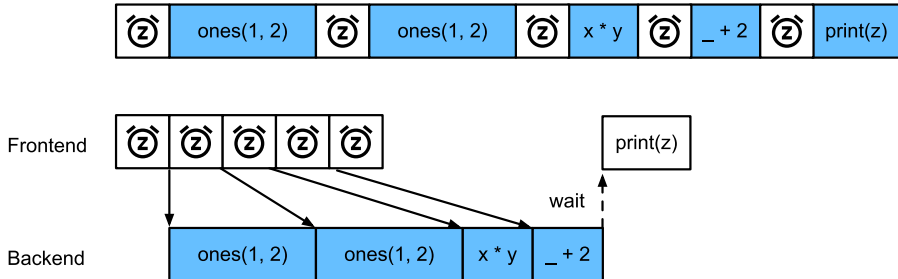 z ones(1, 2) z ones(1, 2) z x * y z _ + 2 z print(z)
Frontend z z z z z print(z)
wait
Backend ones(1, 2) ones(1, 2) x * y _ + 2